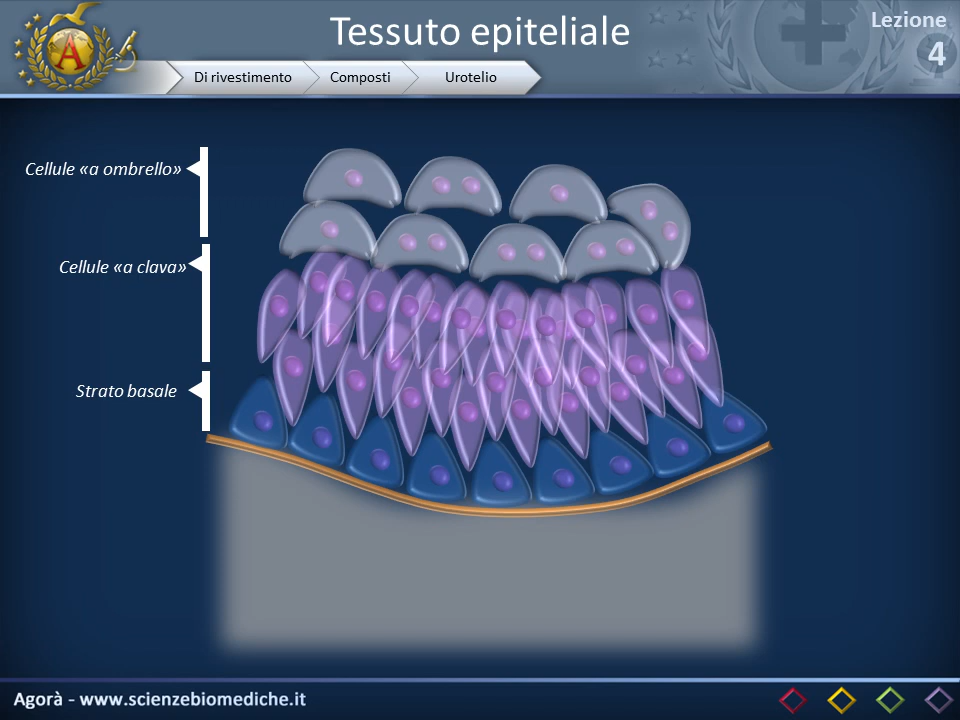 Tessuto epiteliale
Lezione
4
A
Di rivestimento
Composti
Urotelio
Cellule «a ombrello»
Cellule «a clava»
Strato basale
Agorà - www.scienzebiomediche.it